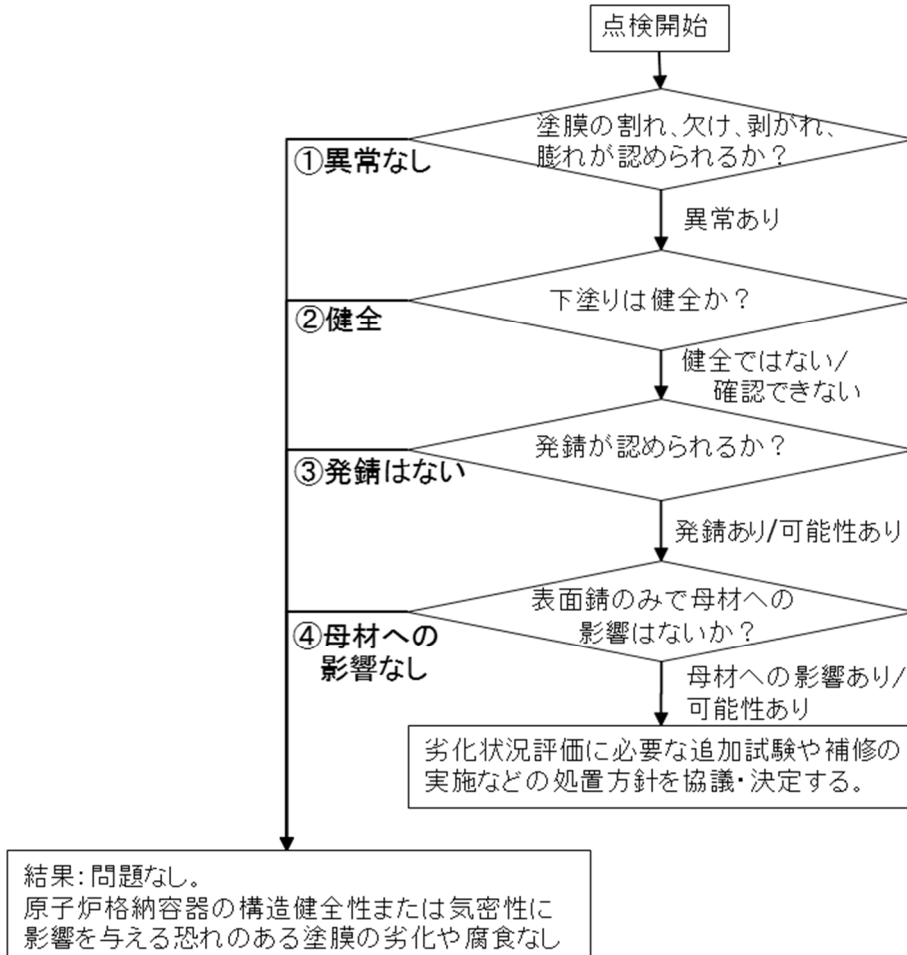 点検開始
塗膜の割れ、欠け、剥がれ、
膨れが認められるか？
①異常なし
異常あり
下塗りは健全か？
②健全
健全ではない/
確認できない
発錆が認められるか？
③発錆はない
発錆あり/可能性あり
表面錆のみで母材への
影響はないか？
④母材への
影響なし
母材への影響あり/
可能性あり
劣化状況評価に必要な追加試験や補修の
実施などの処置方針を協議・決定する。
結果：問題なし。
原子炉格納容器の構造健全性または気密性に
影響を与える恐れのある塗膜の劣化や腐食なし